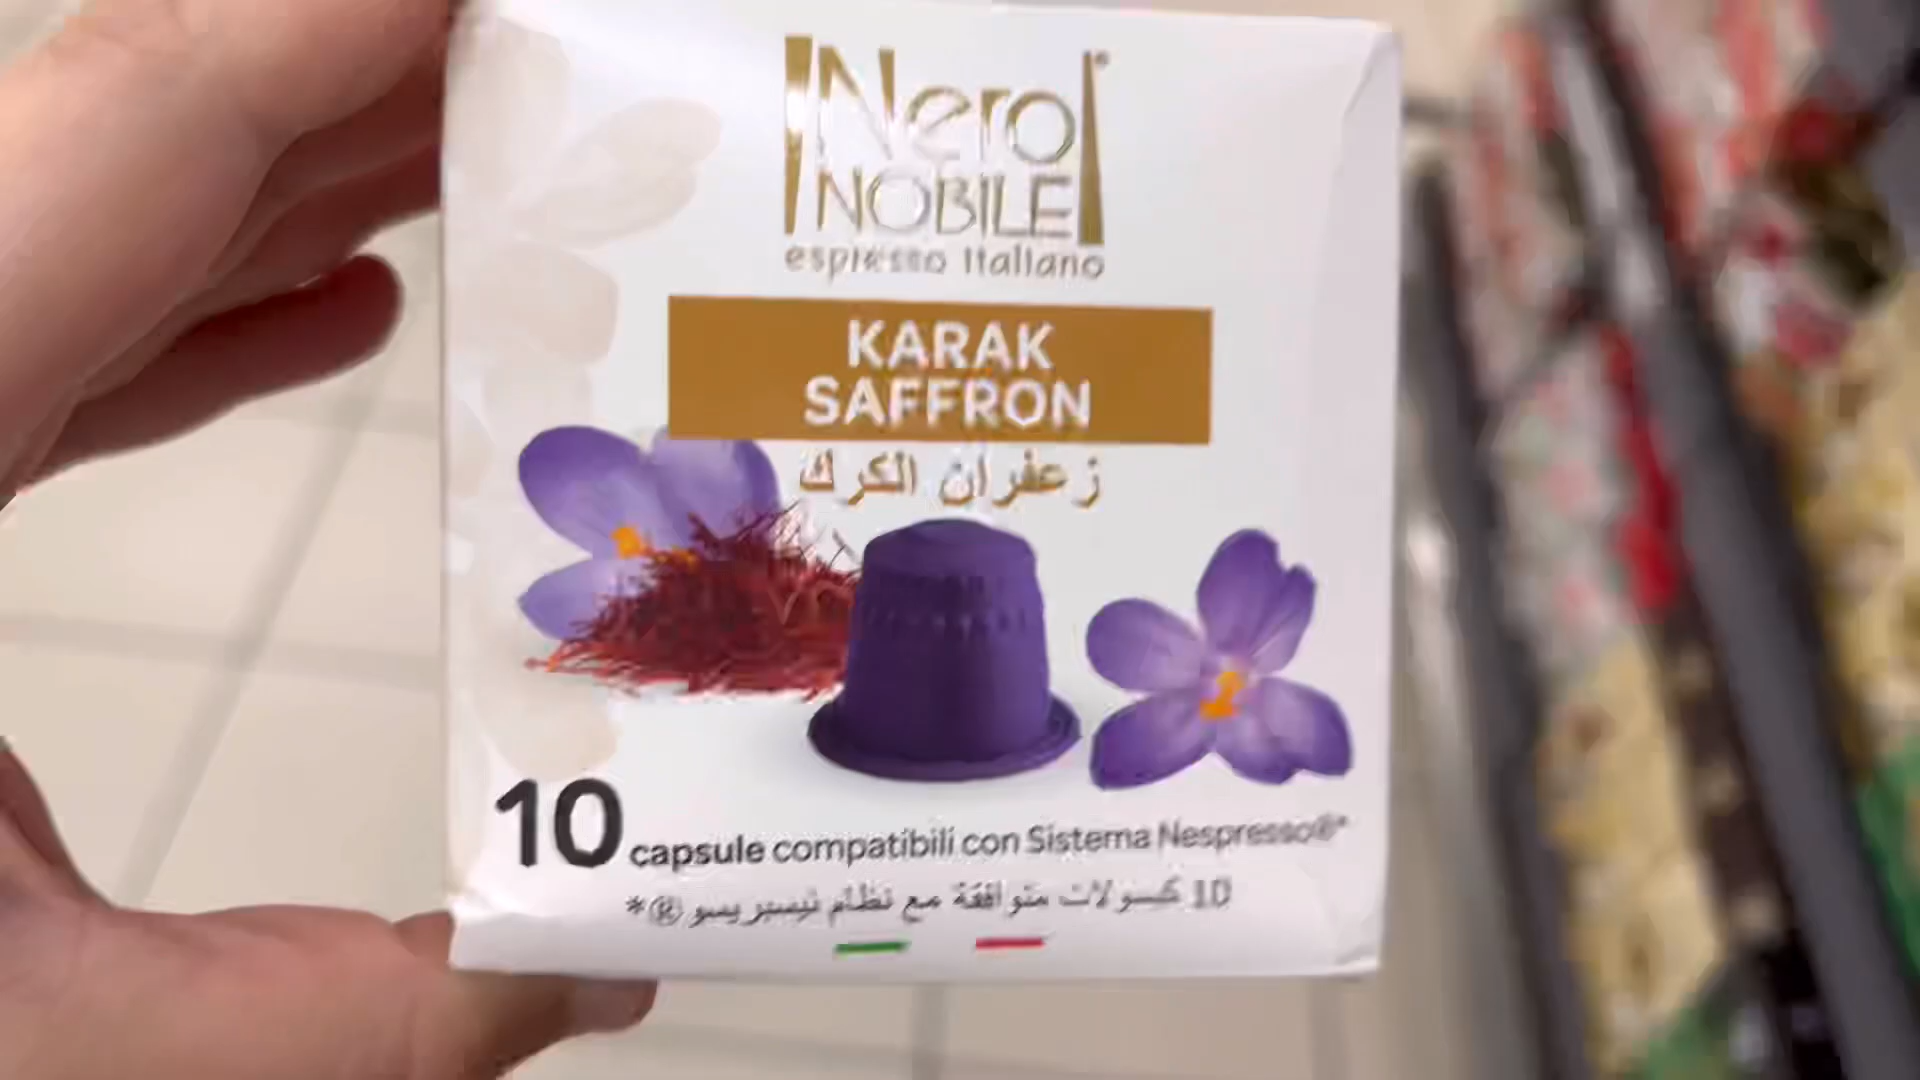 Nero®
NOBILE
espresso italiano
KARAK
SAFFRON
زعفران الكرك
10 capsule compatibili con Sistema Nespresso®*
10 كبسولات متوافقة مع نظام نيسبريسو ®*